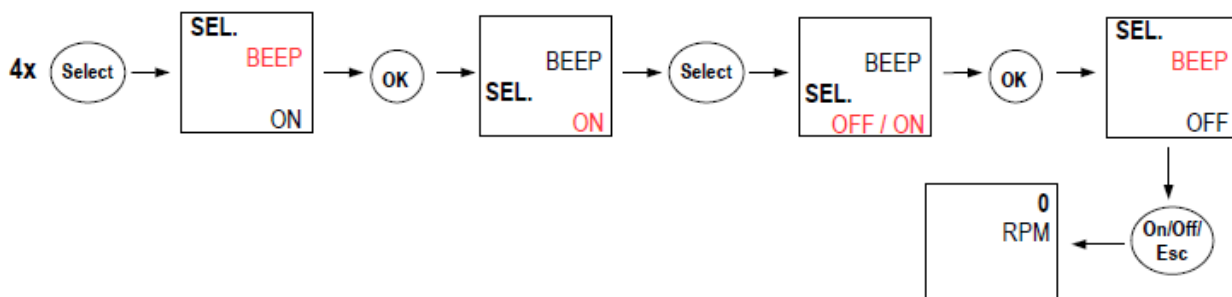 4x
Select
SEL.
BEEP
ON
OK
BEEP
SEL.
ON
Select
BEEP
SEL.
OFF / ON
OK
SEL.
BEEP
OFF
On/Off/
Esc
0
RPM